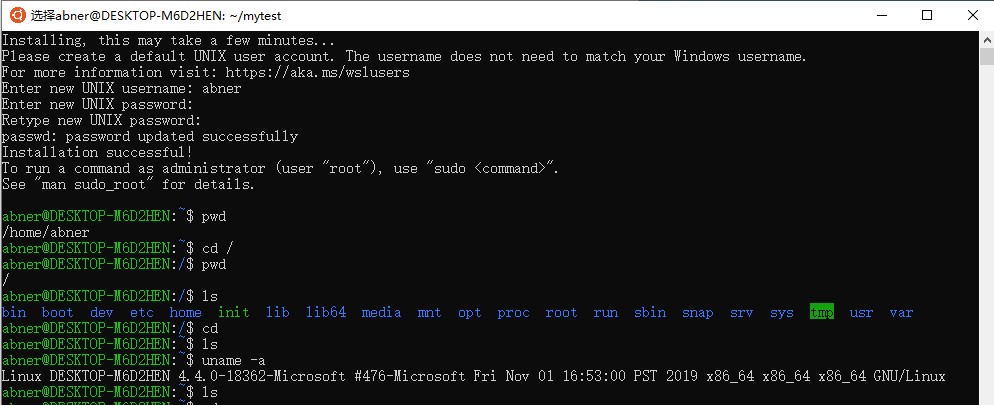 选择abner@DESKTOP-M6D2HEN: ~/mytest
Installing, this may take a few minutes...
Please create a default UNIX user account. The username does not need to match your Windows username.
For more information visit: https://aka.ms/wslusers
Enter new UNIX username: abner
Enter new UNIX password:
Retype new UNIX password:
passwd: password updated successfully
Installation successful!
To run a command as administrator (user "root"), use "sudo <command>".
See "man sudo_root" for details.
abner@DESKTOP-M6D2HEN:~$ pwd
/home/abner
abner@DESKTOP-M6D2HEN:~$ cd /
abner@DESKTOP-M6D2HEN:/$ pwd
/
abner@DESKTOP-M6D2HEN:/$ ls
bin boot dev etc home init lib lib64 media mnt opt proc root run sbin snap srv sys tmp usr var
abner@DESKTOP-M6D2HEN:/$ cd
abner@DESKTOP-M6D2HEN:~$ ls
abner@DESKTOP-M6D2HEN:~$ uname -a
Linux DESKTOP-M6D2HEN 4.4.0-18362-Microsoft #476-Microsoft Fri Nov 01 16:53:00 PST 2019 x86_64 x86_64 x86_64 GNU/Linux
abner@DESKTOP-M6D2HEN:~$ ls